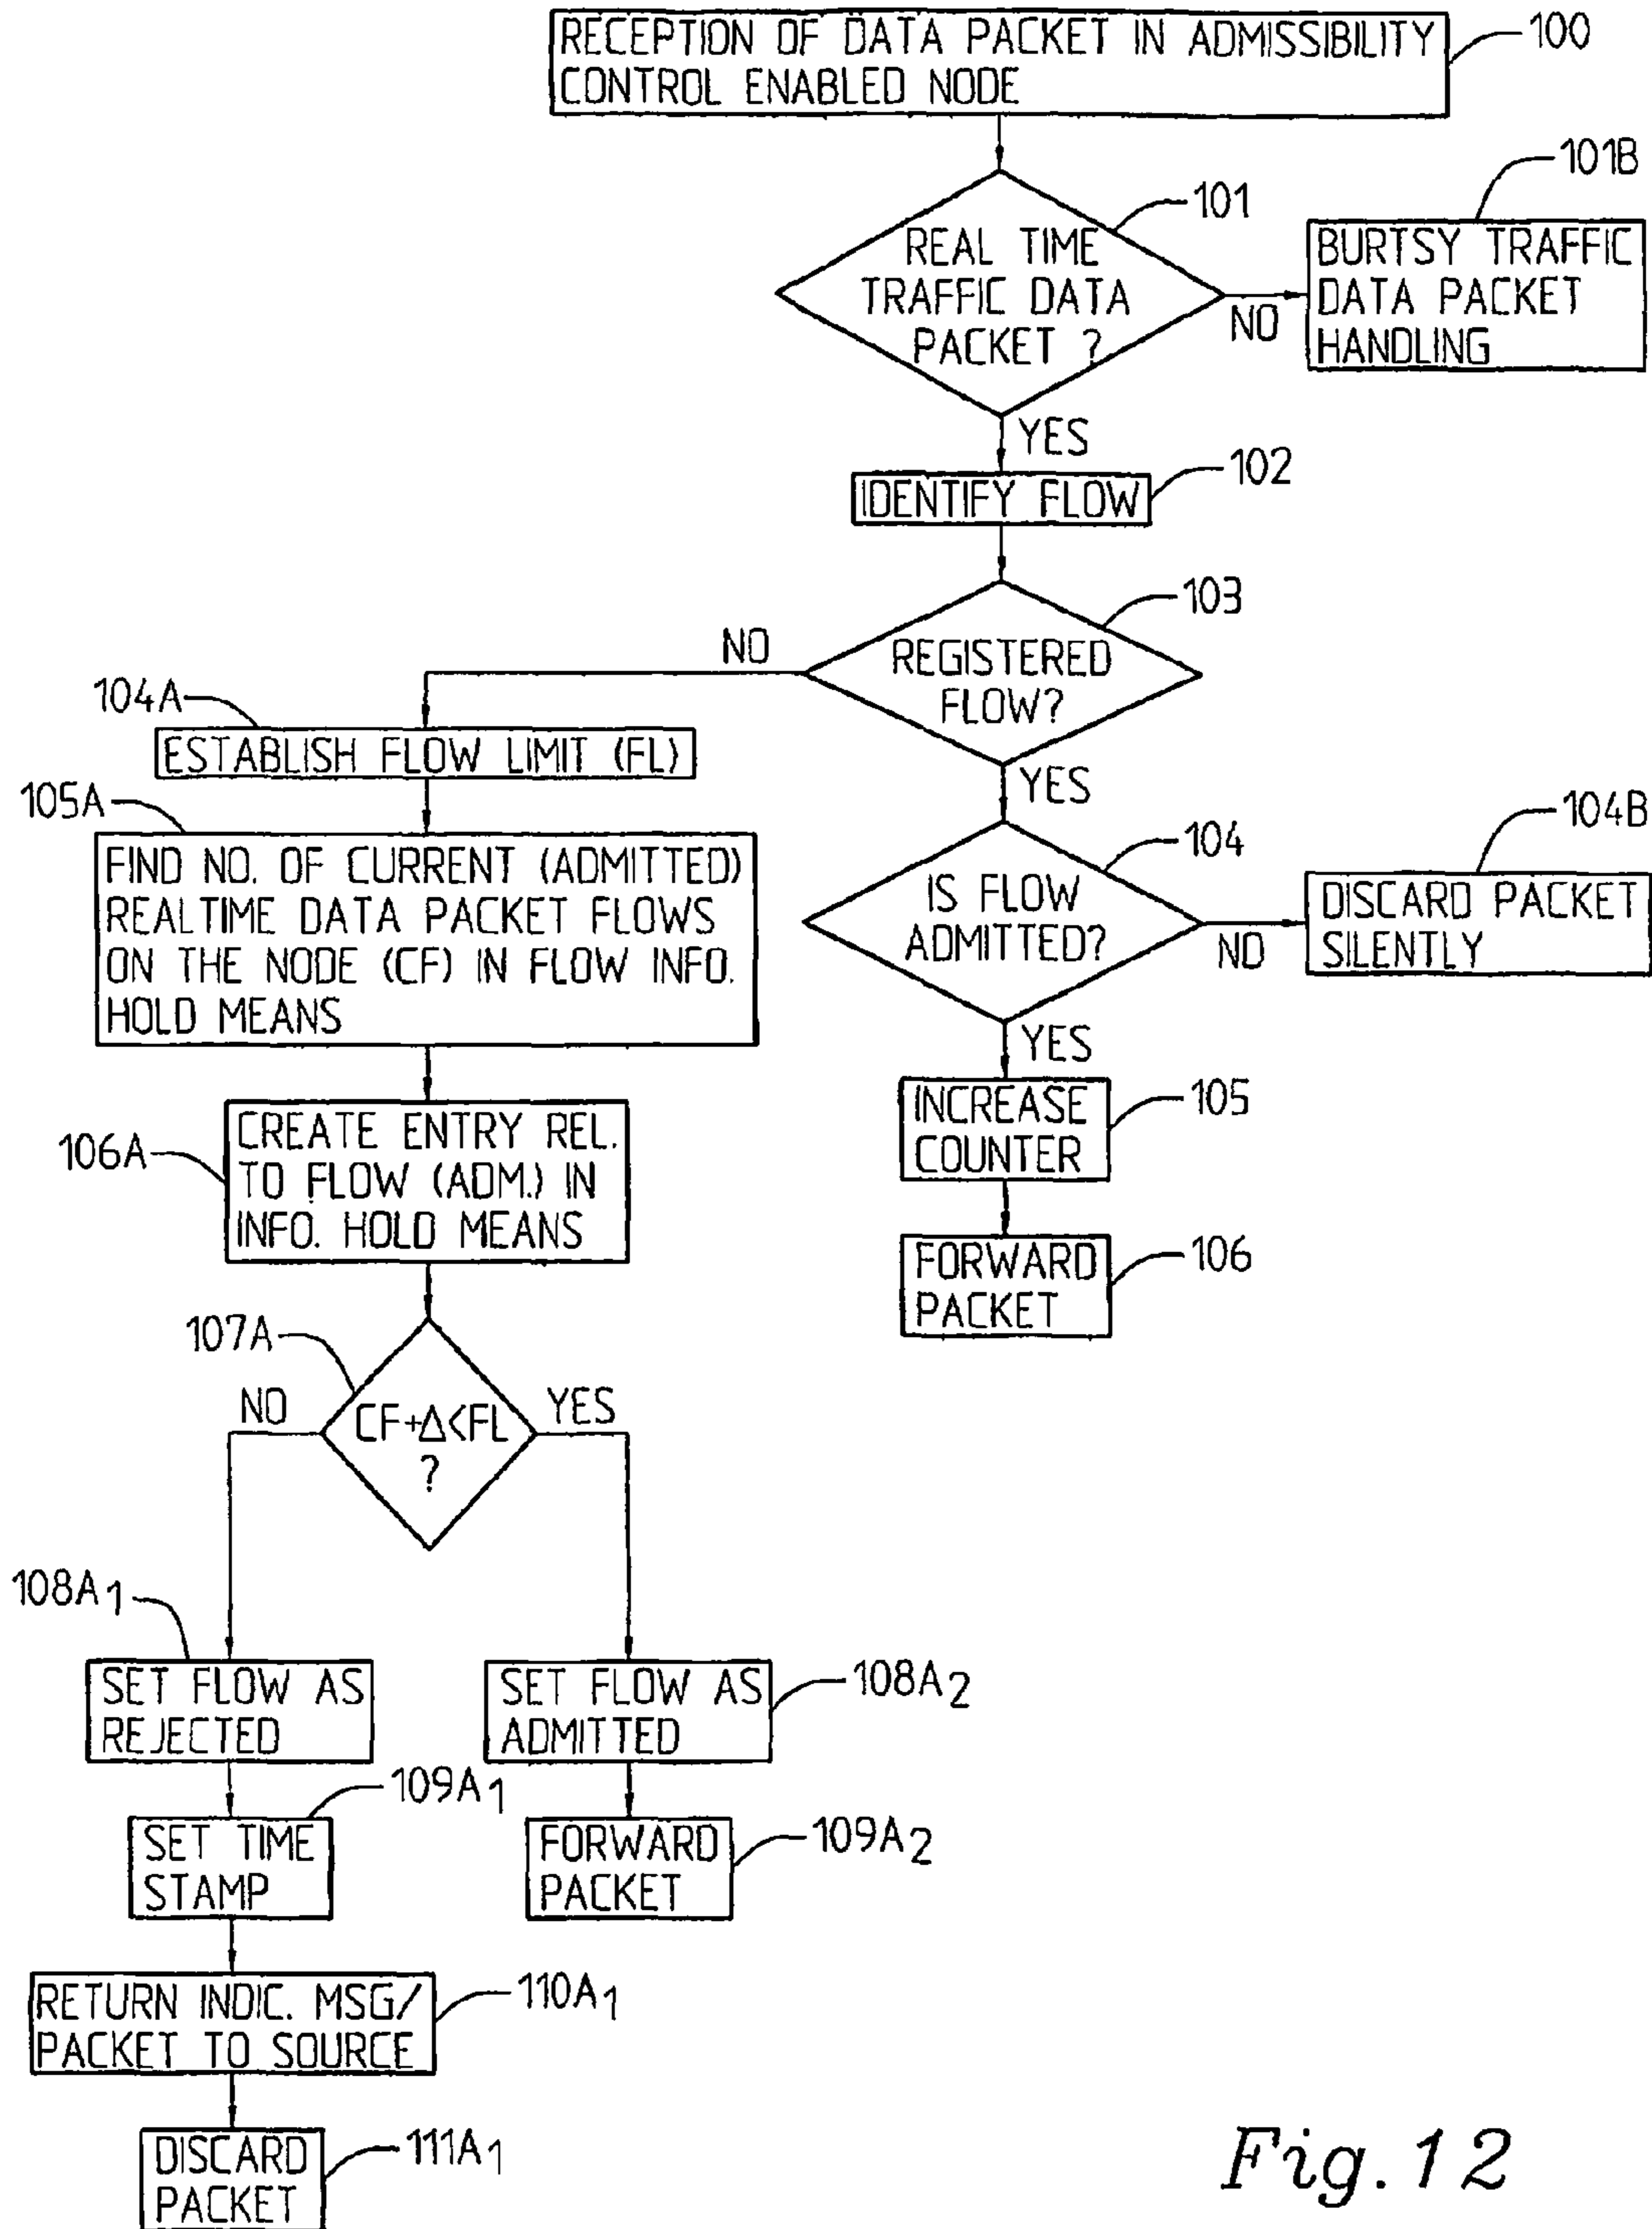 RECEPTION OF DATA PACKET IN ADMISSIBILITY
CONTROL ENABLED NODE
100
101
REAL TIME
TRAFFIC DATA
PACKET ?
NO
101B
BURTSY TRAFFIC
DATA PACKET
HANDLING
YES
IDENTIFY FLOW
102
103
REGISTERED
FLOW?
NO
104A
ESTABLISH FLOW LIMIT (FL)
105A
FIND NO. OF CURRENT (ADMITTED)
REALTIME DATA PACKET FLOWS
ON THE NODE (CF) IN FLOW INFO.
HOLD MEANS
YES
104
IS FLOW
ADMITTED?
NO
104B
DISCARD PACKET
SILENTLY
YES
INCREASE
COUNTER
105
FORWARD
PACKET
106
106A
CREATE ENTRY REL.
TO FLOW (ADM.) IN
INFO. HOLD MEANS
107A
NO
CF+Δ<FL
?
YES
108A1
SET FLOW AS
REJECTED
SET FLOW AS
ADMITTED
108A2
109A1
SET TIME
STAMP
FORWARD
PACKET
109A2
RETURN INDIC. MSG/
PACKET TO SOURCE
110A1
DISCARD
PACKET
111A1
Fig.12